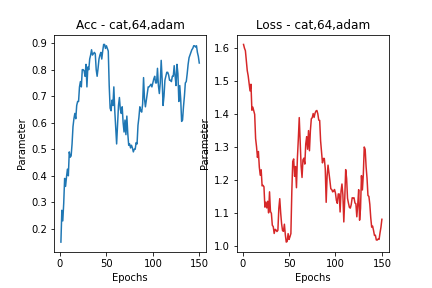 Acc - cat,64,adam
0.9
0.8
0.7
0.6
0.5
0.4
0.3
0.2
Parameter
0 50 100 150
Epochs
Loss - cat,64,adam
1.6
1.5
1.4
1.3
1.2
1.1
1.0
Parameter
0 50 100 150
Epochs